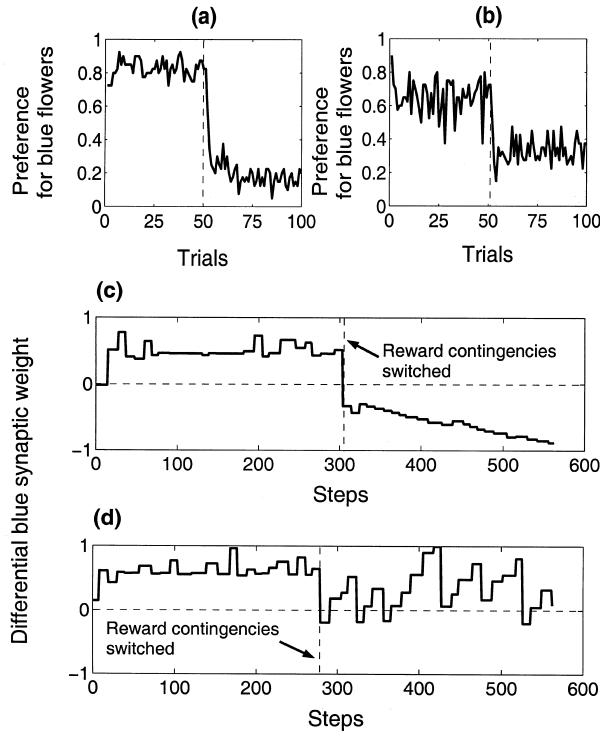 (a)
Preference
for blue flowers
1
0.8
0.6
0.4
0.2
0
0 25 50 75 100
Trials
(b)
Preference
for blue flowers
1
0.8
0.6
0.4
0.2
0
0 25 50 75 100
Trials
Differential blue synaptic weight
(c)
1
0
−1
Reward contingencies
switched
0 100 200 300 400 500 600
Steps
(d)
1
0
−1
Reward contingencies
switched
0 100 200 300 400 500 600
Steps